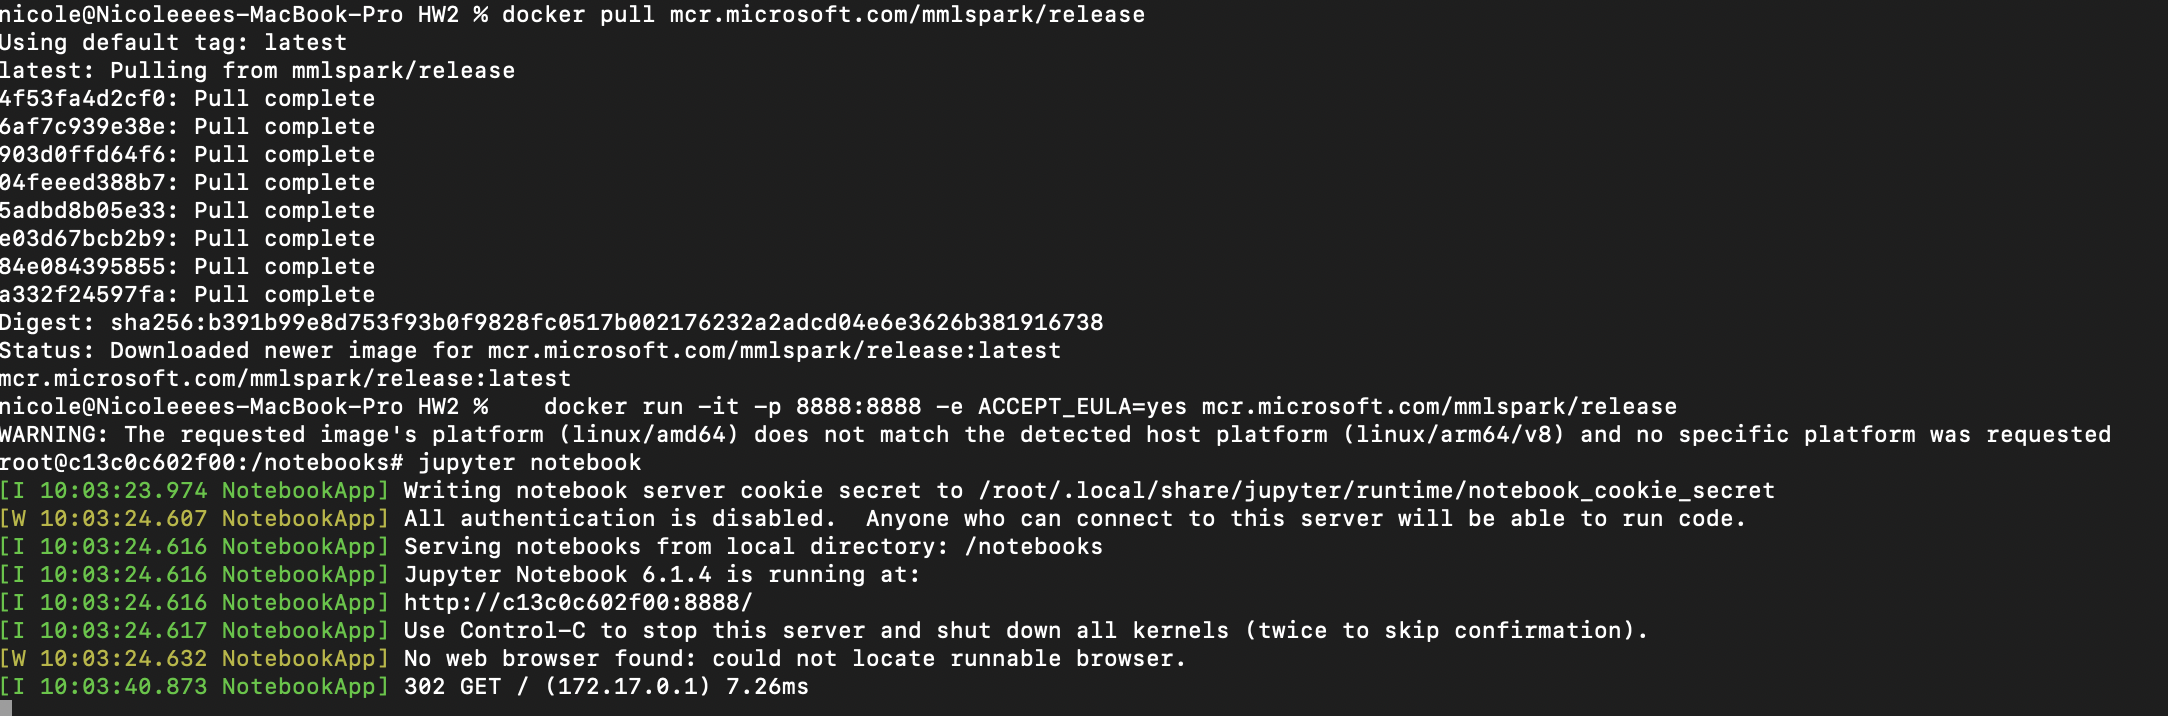 nicole@Nicoleeees-MacBook-Pro HW2 % docker pull mcr.microsoft.com/mmlspark/release
Using default tag: latest
latest: Pulling from mmlspark/release
4f53fa4d2cf0: Pull complete
6af7c939e38e: Pull complete
903d0ffd64f6: Pull complete
04feeed388b7: Pull complete
5adbd8b05e33: Pull complete
e03d67bcb2b9: Pull complete
84e084395855: Pull complete
a332f24597fa: Pull complete
Digest: sha256:b391b99e8d753f93b0f9828fc0517b002176232a2adcd04e6e3626b381916738
Status: Downloaded newer image for mcr.microsoft.com/mmlspark/release:latest
mcr.microsoft.com/mmlspark/release:latest
nicole@Nicoleeees-MacBook-Pro HW2 %    docker run -it -p 8888:8888 -e ACCEPT_EULA=yes mcr.microsoft.com/mmlspark/release
WARNING: The requested image's platform (linux/amd64) does not match the detected host platform (linux/arm64/v8) and no specific platform was requested
root@c13c0c602f00:/notebooks# jupyter notebook
[I 10:03:23.974 NotebookApp] Writing notebook server cookie secret to /root/.local/share/jupyter/runtime/notebook_cookie_secret
[W 10:03:24.607 NotebookApp] All authentication is disabled.  Anyone who can connect to this server will be able to run code.
[I 10:03:24.616 NotebookApp] Serving notebooks from local directory: /notebooks
[I 10:03:24.616 NotebookApp] Jupyter Notebook 6.1.4 is running at:
[I 10:03:24.616 NotebookApp] http://c13c0c602f00:8888/
[I 10:03:24.617 NotebookApp] Use Control-C to stop this server and shut down all kernels (twice to skip confirmation).
[W 10:03:24.632 NotebookApp] No web browser found: could not locate runnable browser.
[I 10:03:40.873 NotebookApp] 302 GET / (172.17.0.1) 7.26ms